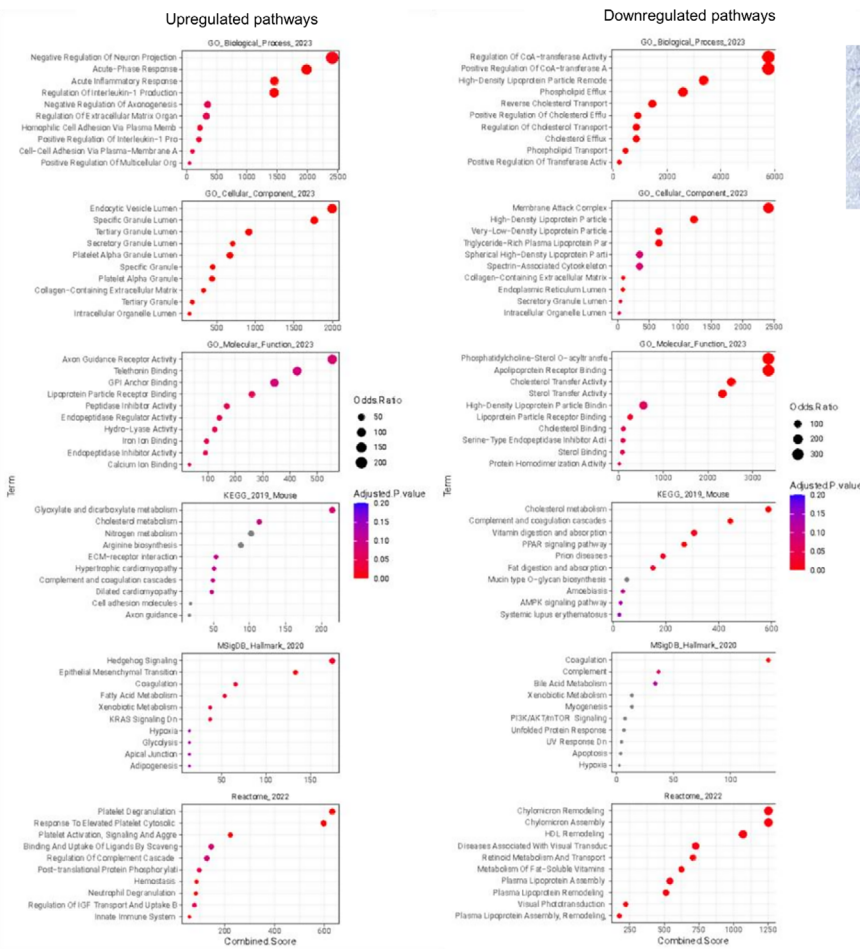 Upregulated pathways
GO_Biological_Process_2023
Negative Regulation Of Neuron Projection
Acute-Phase Response
Acute Inflammatory Response
Regulation Of Interleukin-1 Production
Negative Regulation Of Axonogenesis
Regulation Of Extracellular Matrix Organ
Homophilic Cell Adhesion Via Plasma Memb
Positive Regulation Of Interleukin-1 Pro
Cell-Cell Adhesion Via Plasma-Membrane A
Positive Regulation Of Multicellular Org
0 500 1000 1500 2000 2500
GO_Cellular_Component_2023
Endocytic Vesicle Lumen
Specific Granule Lumen
Tertiary Granule Lumen
Secretory Granule Lumen
Platelet Alpha Granule Lumen
Specific Granule
Platelet Alpha Granule
Collagen-Containing Extracellular Matrix
Tertiary Granule
Intracellular Organelle Lumen
500 1000 1500 2000
GO_Molecular_Function_2023
Axon Guidance Receptor Activity
Telethonin Binding
GPI Anchor Binding
Lipoprotein Particle Receptor Binding
Peptidase Inhibitor Activity
Endopeptidase Regulator Activity
Hydro-Lyase Activity
Iron Ion Binding
Endopeptidase Inhibitor Activity
Calcium Ion Binding
100 200 300 400 500
KEGG_2019_Mouse
Glyoxylate and dicarboxylate metabolism
Cholesterol metabolism
Nitrogen metabolism
Arginine biosynthesis
ECM-receptor interaction
Hypertrophic cardiomyopathy
Complement and coagulation cascades
Dilated cardiomyopathy
Cell adhesion molecules
Axon guidance
50 100 150 200
MSigDB_Hallmark_2020
Hedgehog Signaling
Epithelial Mesenchymal Transition
Coagulation
Fatty Acid Metabolism
Xenobiotic Metabolism
KRAS Signaling Dn
Hypoxia
Glycolysis
Apical Junction
Adipogenesis
50 100 150
Reactome_2022
Platelet Degranulation
Response To Elevated Platelet Cytosolic
Platelet Activation, Signaling And Aggre
Binding And Uptake Of Ligands By Scaveng
Regulation Of Complement Cascade
Post-translational Protein Phosphorylati
Hemostasis
Neutrophil Degranulation
Regulation Of IGF Transport And Uptake B
Innate Immune System
200 400 600
Combined.Score
Term
Odds.Ratio
50
100
150
200
Adjusted.P.value
0.20
0.15
0.10
0.05
0.00
Downregulated pathways
GO_Biological_Process_2023
Regulation Of CoA-transferase Activity
Positive Regulation Of CoA-transferase A
High-Density Lipoprotein Particle Remode
Phospholipid Efflux
Reverse Cholesterol Transport
Positive Regulation Of Cholesterol Efflu
Regulation Of Cholesterol Transport
Cholesterol Efflux
Phospholipid Transport
Positive Regulation Of Transferase Activ
0 2000 4000 6000
GO_Cellular_Component_2023
Membrane Attack Complex
High-Density Lipoprotein Particle
Very-Low-Density Lipoprotein Particle
Triglyceride-Rich Plasma Lipoprotein Par
Spherical High-Density Lipoprotein Parti
Spectrin-Associated Cytoskeleton
Collagen-Containing Extracellular Matrix
Endoplasmic Reticulum Lumen
Secretory Granule Lumen
Intracellular Organelle Lumen
0 500 1000 1500 2000 2500
GO_Molecular_Function_2023
Phosphatidylcholine-Sterol O-acyltransfe
Apolipoprotein Receptor Binding
Cholesterol Transfer Activity
Sterol Transfer Activity
High-Density Lipoprotein Particle Bindin
Lipoprotein Particle Receptor Binding
Cholesterol Binding
Serine-Type Endopeptidase Inhibitor Acti
Sterol Binding
Protein Homodimerization Activity
0 1000 2000 3000
KEGG_2019_Mouse
Cholesterol metabolism
Complement and coagulation cascades
Vitamin digestion and absorption
PPAR signaling pathway
Prion diseases
Fat digestion and absorption
Mucin type O-glycan biosynthesis
Amoebiasis
AMPK signaling pathway
Systemic lupus erythematosus
0 200 400 600
MSigDB_Hallmark_2020
Coagulation
Complement
Bile Acid Metabolism
Xenobiotic Metabolism
Myogenesis
PI3K/AKT/mTOR Signaling
Unfolded Protein Response
UV Response Dn
Apoptosis
Hypoxia
0 50 100
Reactome_2022
Chylomicron Remodeling
Chylomicron Assembly
HDL Remodeling
Diseases Associated With Visual Transduc
Retinoid Metabolism And Transport
Metabolism Of Fat-Soluble Vitamins
Plasma Lipoprotein Assembly
Plasma Lipoprotein Remodeling
Visual Phototransduction
Plasma Lipoprotein Assembly, Remodeling,
250 500 750 1000 1250
Combined.Score
Term
Odds.Ratio
100
200
300
Adjusted.P.value
0.20
0.15
0.10
0.05
0.00